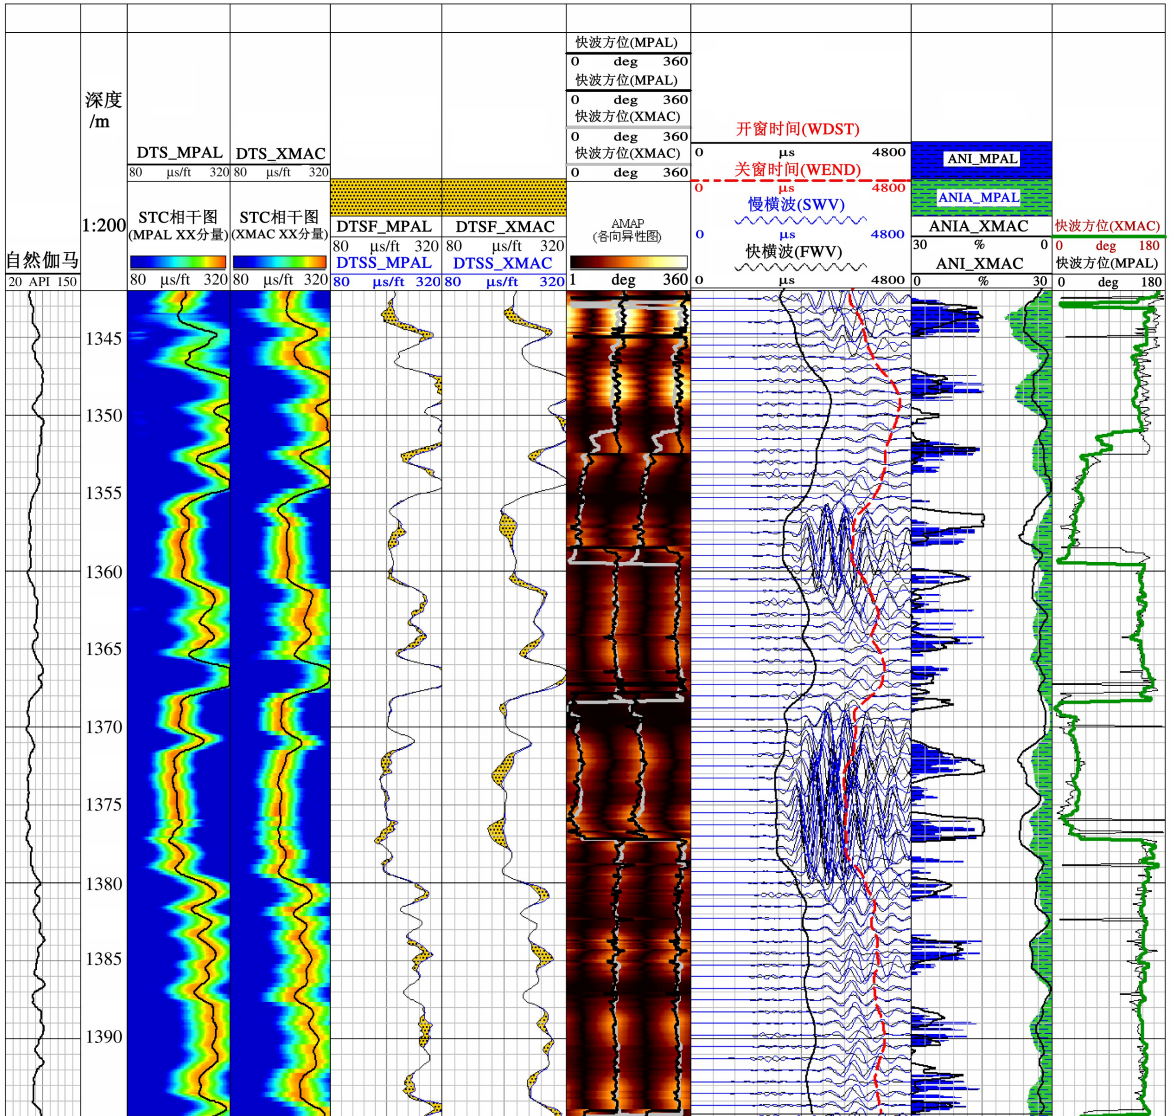 自然伽马
20 API 150
深度
/m
1:200
1345
1350
1355
1360
1365
1370
1375
1380
1385
1390
DTS_MPAL
80 μs/ft 320
STC相干图
(MPAL XX分量)
DTS_XMAC
80 μs/ft 320
STC相干图
(XMAC XX分量)
DTSF_MPAL
80 μs/ft 320
DTSS_MPAL
80 μs/ft 320
DTSF_XMAC
80 μs/ft 320
DTSS_XMAC
80 μs/ft 320
快波方位(MPAL)
0 deg 360
快波方位(MPAL)
0 deg 360
快波方位(XMAC)
0 deg 360
快波方位(XMAC)
0 deg 360
AMAP
(各向异性图)
1 deg 360
开窗时间(WDST)
0 μs 4800
关窗时间(WEND)
0 μs 4800
慢横波(SWV)
0 μs 4800
快横波(FWV)
0 μs 4800
ANI_MPAL
ANIA_MPAL
ANIA_XMAC
30 % 0
ANI_XMAC
0 % 30
快波方位(XMAC)
0 deg 180
快波方位(MPAL)
0 deg 180